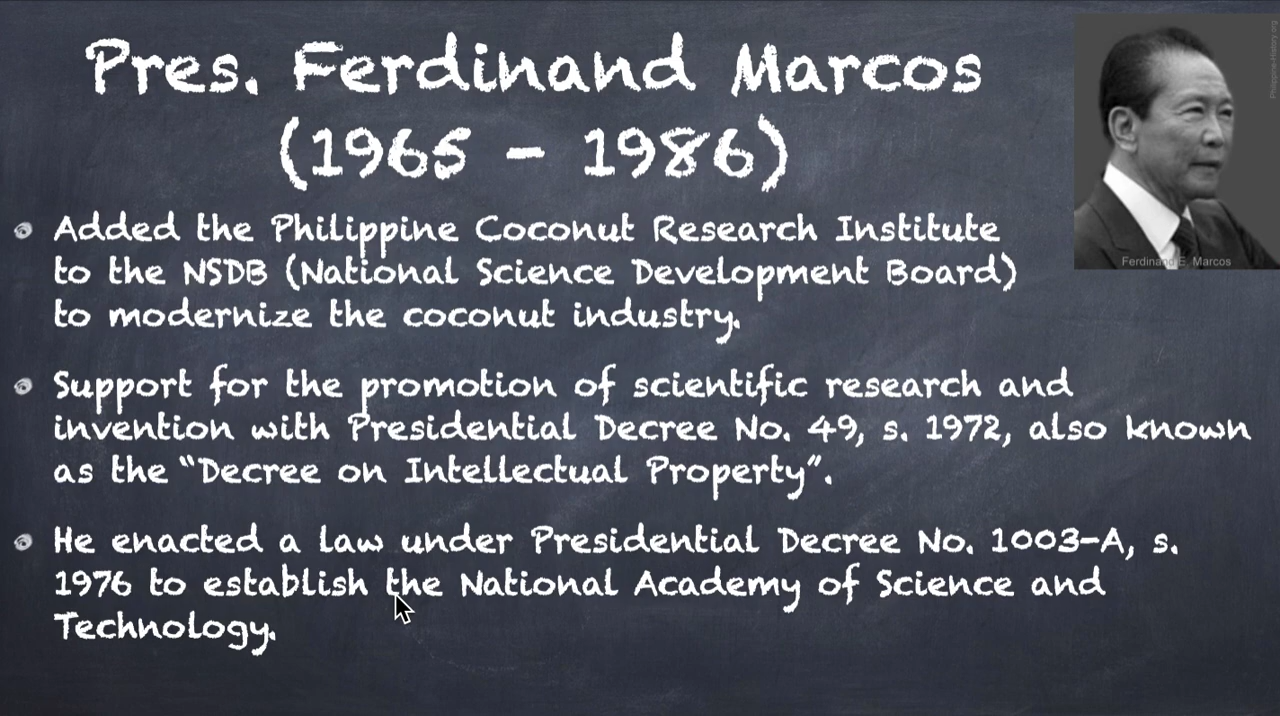 Pres. Ferdinand Marcos
(1965 - 1986)
Added the Philippine Coconut Research Institute
to the NSDB (National Science Development Board)
to modernize the coconut industry.
Support for the promotion of scientific research and
invention with Presidential Decree No. 49, s. 1972, also known
as the “Decree on Intellectual Property”.
He enacted a law under Presidential Decree No. 1003-A, s.
1976 to establish the National Academy of Science and
Technology.
Ferdinand E. Marcos